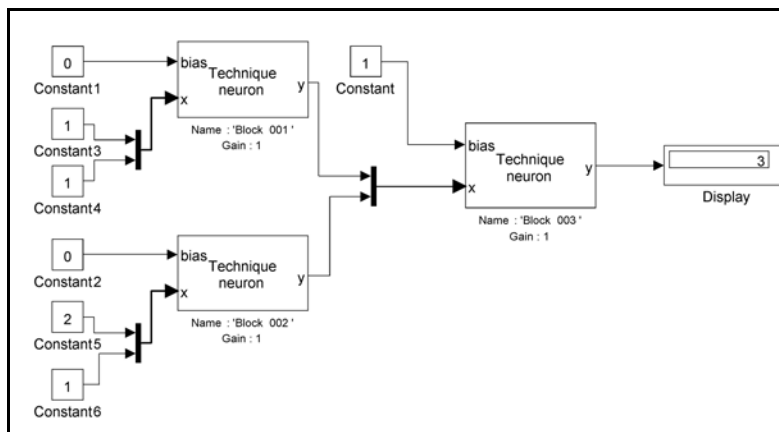 0
Constant1
1
Constant3
1
Constant4
bias
x
Technique
neuron
y
Name : 'Block 001 '
Gain : 1
1
Constant
0
Constant2
2
Constant5
1
Constant6
bias
x
Technique
neuron
y
Name : 'Block 002 '
Gain : 1
bias
x
Technique
neuron
y
Name : 'Block 003 '
Gain : 1
3
Display